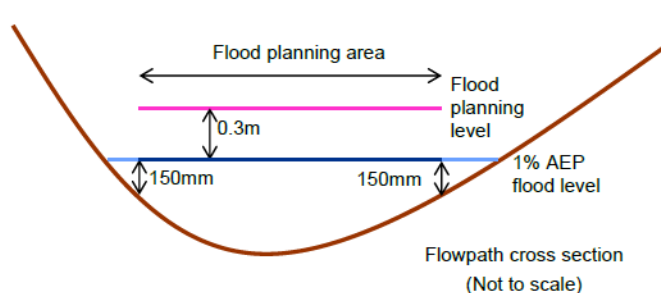 Flood planning area
Flood
planning
level
0.3m
1% AEP
flood level
150mm
150mm
Flowpath cross section
(Not to scale)